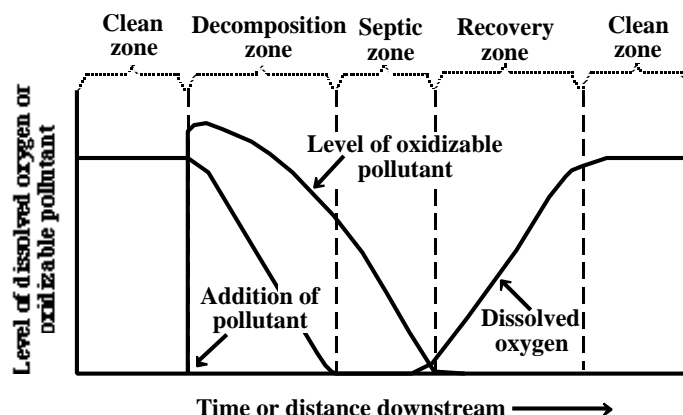 Clean
zone
Decomposition
zone
Septic
zone
Recovery
zone
Clean
zone
Level of dissolved oxygen or
oxidizable pollutant
Level of oxidizable
pollutant
Addition of
pollutant
Dissolved
oxygen
Time or distance downstream